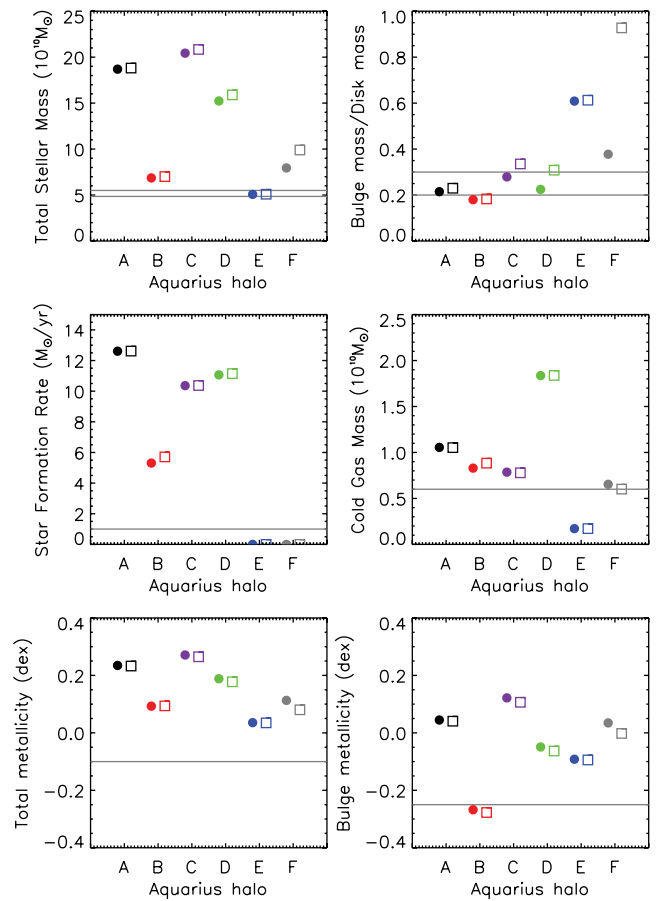 Total Stellar Mass (10¹⁰M⊙)
25
20
15
10
5
0
A B C D E F
Aquarius halo
Bulge mass/Disk mass
1.0
0.8
0.6
0.4
0.2
0.0
A B C D E F
Aquarius halo
Star Formation Rate (M⊙/yr)
14
12
10
8
6
4
2
0
A B C D E F
Aquarius halo
Cold Gas Mass (10¹⁰M⊙)
2.5
2.0
1.5
1.0
0.5
0.0
A B C D E F
Aquarius halo
Total metallicity (dex)
0.4
0.2
0.0
−0.2
−0.4
A B C D E F
Aquarius halo
Bulge metallicity (dex)
0.4
0.2
0.0
−0.2
−0.4
A B C D E F
Aquarius halo